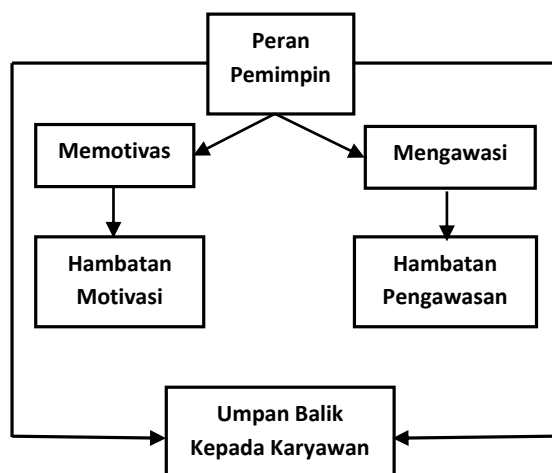 Peran
Pemimpin
Memotivas
Mengawasi
Hambatan
Motivasi
Hambatan
Pengawasan
Umpan Balik
Kepada Karyawan